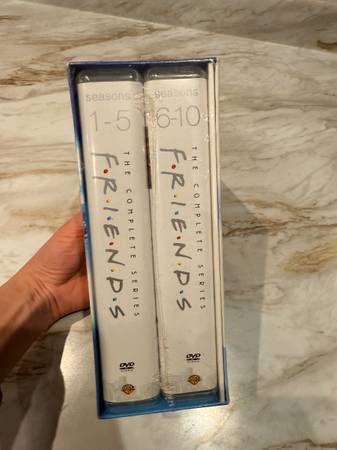 seasons
1-5
THE COMPLETE SERIES
F·R·I·E·N·D·S
DVD
seasons
6-10
THE COMPLETE SERIES
F·R·I·E·N·D·S
DVD